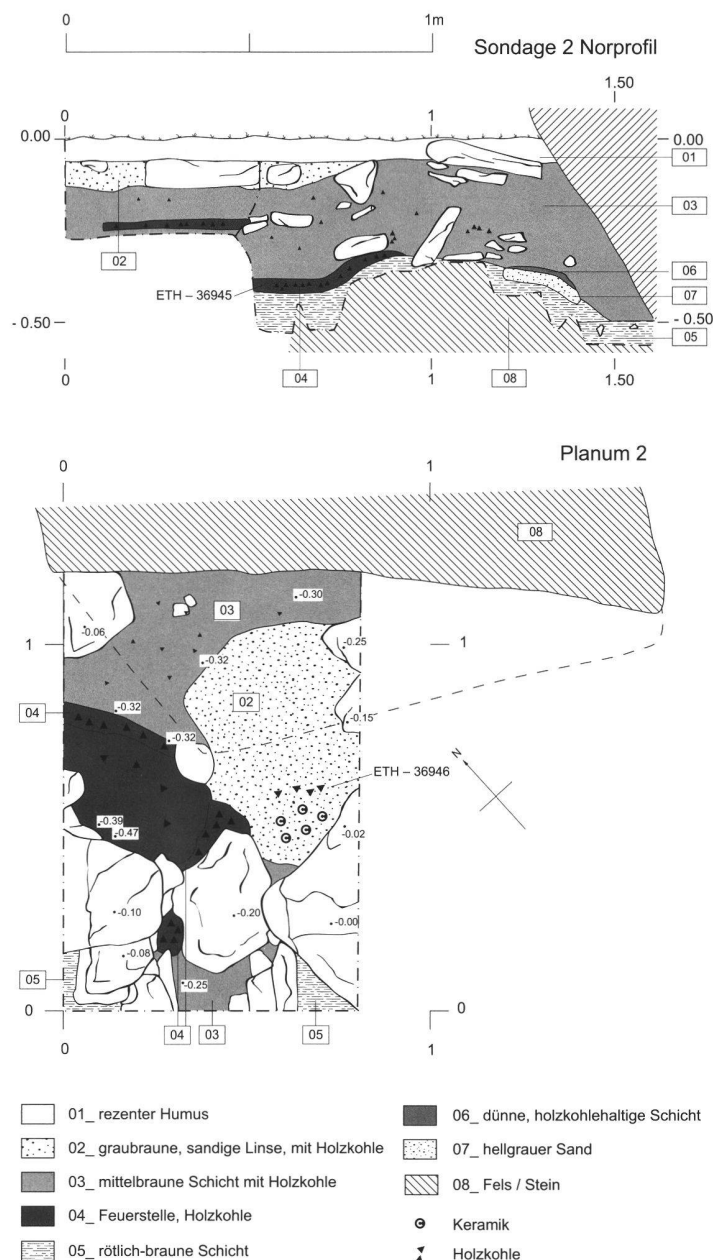 0 1m
Sondage 2 Norprofil
1.50
0 1
0.00 0.00
01
03
02
06
ETH – 36945
07
- 0.50 - 0.50
05
0 04 1 08 1.50
Planum 2
0 1
08
-0.30
03
-0.06
-0.25
1 1
-0.32
02
04
-0.32
-0.15
-0.32
N
ETH – 36946
-0.39
-0.47
-0.02
-0.10
-0.20
-0.00
-0.08
05
-0.25
0 0
04 03 05
0 1
01_ rezenter Humus
02_ graubraune, sandige Linse, mit Holzkohle
03_ mittelbraune Schicht mit Holzkohle
04_ Feuerstelle, Holzkohle
05_ rötlich-braune Schicht
06_ dünne, holzkohlehaltige Schicht
07_ hellgrauer Sand
08_ Fels / Stein
Keramik
Holzkohle